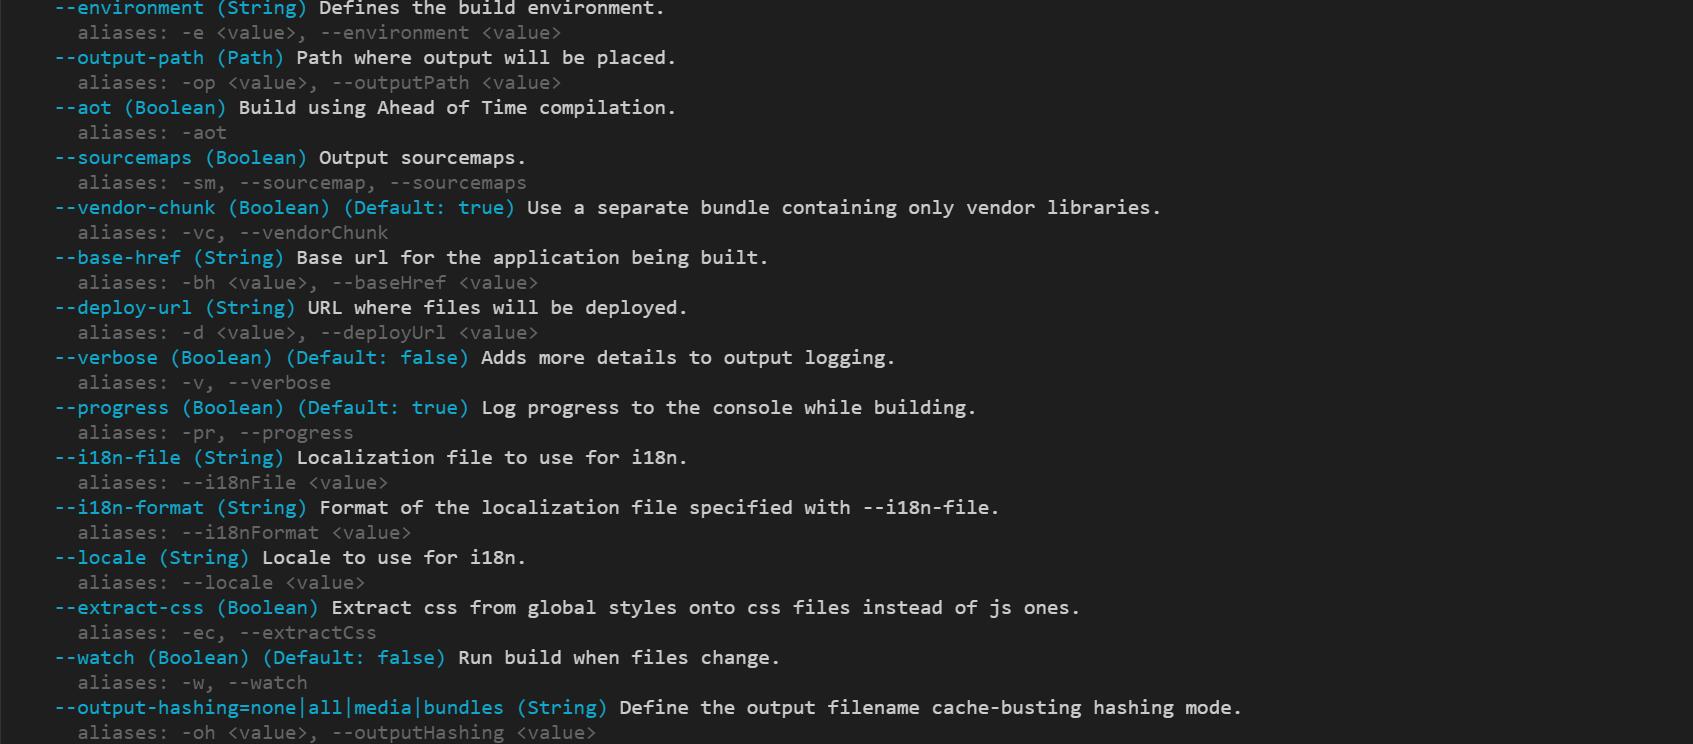 --environment (String) Defines the build environment.
aliases: -e <value>, --environment <value>
--output-path (Path) Path where output will be placed.
aliases: -op <value>, --outputPath <value>
--aot (Boolean) Build using Ahead of Time compilation.
aliases: -aot
--sourcemaps (Boolean) Output sourcemaps.
aliases: -sm, --sourcemap, --sourcemaps
--vendor-chunk (Boolean) (Default: true) Use a separate bundle containing only vendor libraries.
aliases: -vc, --vendorChunk
--base-href (String) Base url for the application being built.
aliases: -bh <value>, --baseHref <value>
--deploy-url (String) URL where files will be deployed.
aliases: -d <value>, --deployUrl <value>
--verbose (Boolean) (Default: false) Adds more details to output logging.
aliases: -v, --verbose
--progress (Boolean) (Default: true) Log progress to the console while building.
aliases: -pr, --progress
--i18n-file (String) Localization file to use for i18n.
aliases: --i18nFile <value>
--i18n-format (String) Format of the localization file specified with --i18n-file.
aliases: --i18nFormat <value>
--locale (String) Locale to use for i18n.
aliases: --locale <value>
--extract-css (Boolean) Extract css from global styles onto css files instead of js ones.
aliases: -ec, --extractCss
--watch (Boolean) (Default: false) Run build when files change.
aliases: -w, --watch
--output-hashing=none|all|media|bundles (String) Define the output filename cache-busting hashing mode.
aliases: -oh <value>, --outputHashing <value>